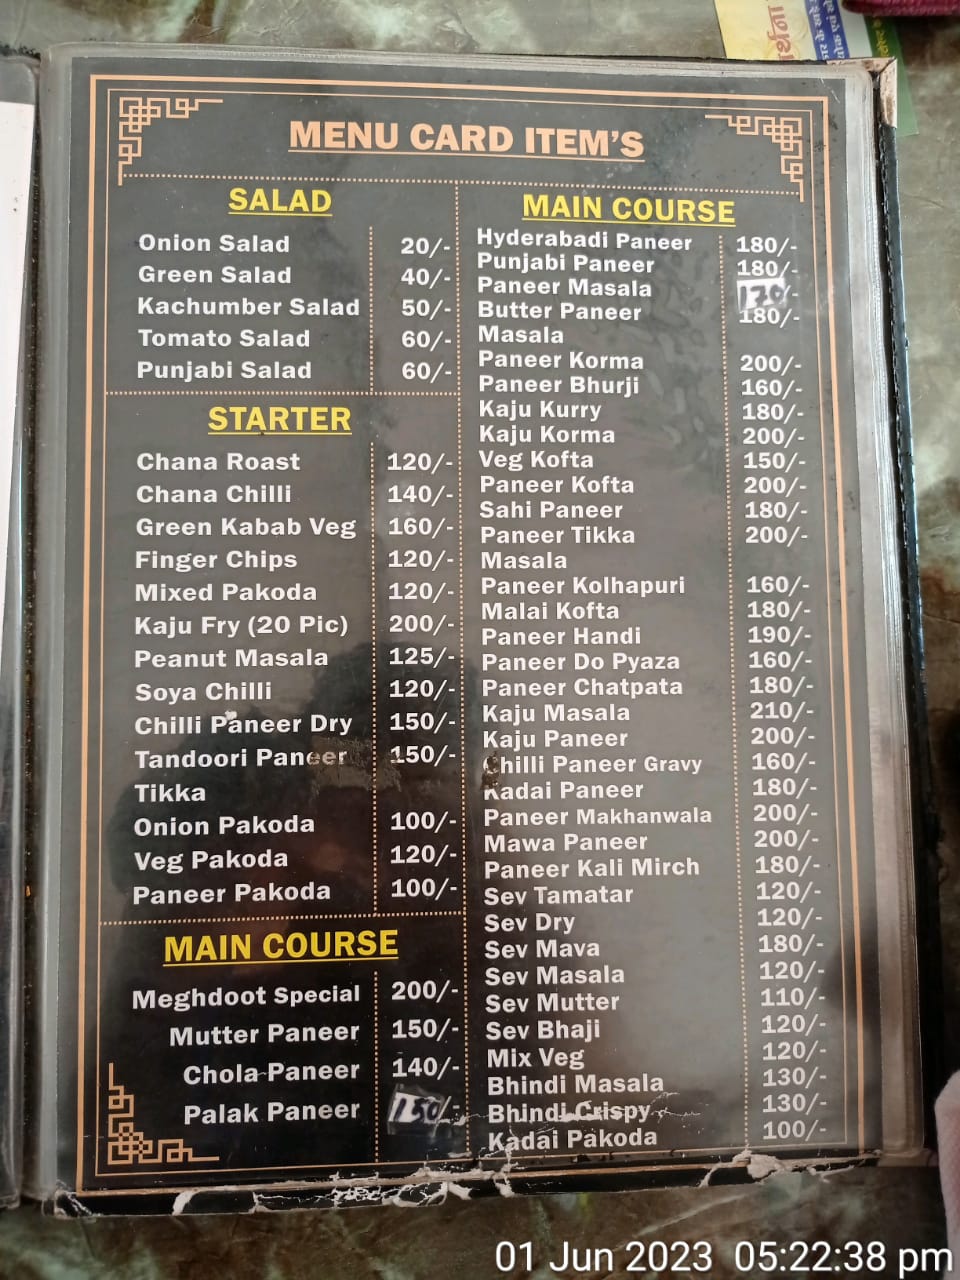 MENU CARD ITEM'S
SALAD
Onion Salad 20/-
Green Salad 40/-
Kachumber Salad 50/-
Tomato Salad 60/-
Punjabi Salad 60/-
STARTER
Chana Roast 120/-
Chana Chilli 140/-
Green Kabab Veg 160/-
Finger Chips 120/-
Mixed Pakoda 120/-
Kaju Fry (20 Pic) 200/-
Peanut Masala 125/-
Soya Chilli 120/-
Chilli Paneer Dry 150/-
Tandoori Paneer 150/-
Tikka
Onion Pakoda 100/-
Veg Pakoda 120/-
Paneer Pakoda 100/-
MAIN COURSE
Meghdoot Special 200/-
Mutter Paneer 150/-
Chola Paneer 140/-
Palak Paneer 150/-
MAIN COURSE
Hyderabadi Paneer 180/-
Punjabi Paneer 180/-
Paneer Masala 170/-
Butter Paneer 180/-
Masala
Paneer Korma 200/-
Paneer Bhurji 160/-
Kaju Kurry 180/-
Kaju Korma 200/-
Veg Kofta 150/-
Paneer Kofta 200/-
Sahi Paneer 180/-
Paneer Tikka 200/-
Masala
Paneer Kolhapuri 160/-
Malai Kofta 180/-
Paneer Handi 190/-
Paneer Do Pyaza 160/-
Paneer Chatpata 180/-
Kaju Masala 210/-
Kaju Paneer 200/-
Chilli Paneer Gravy 160/-
Kadai Paneer 180/-
Paneer Makhanwala 200/-
Mawa Paneer 200/-
Paneer Kali Mirch 180/-
Sev Tamatar 120/-
Sev Dry 120/-
Sev Mava 180/-
Sev Masala 120/-
Sev Mutter 110/-
Sev Bhaji 120/-
Mix Veg 120/-
Bhindi Masala 130/-
Bhindi Crispy 130/-
Kadai Pakoda 100/-
01 Jun 2023 05:22:38 pm